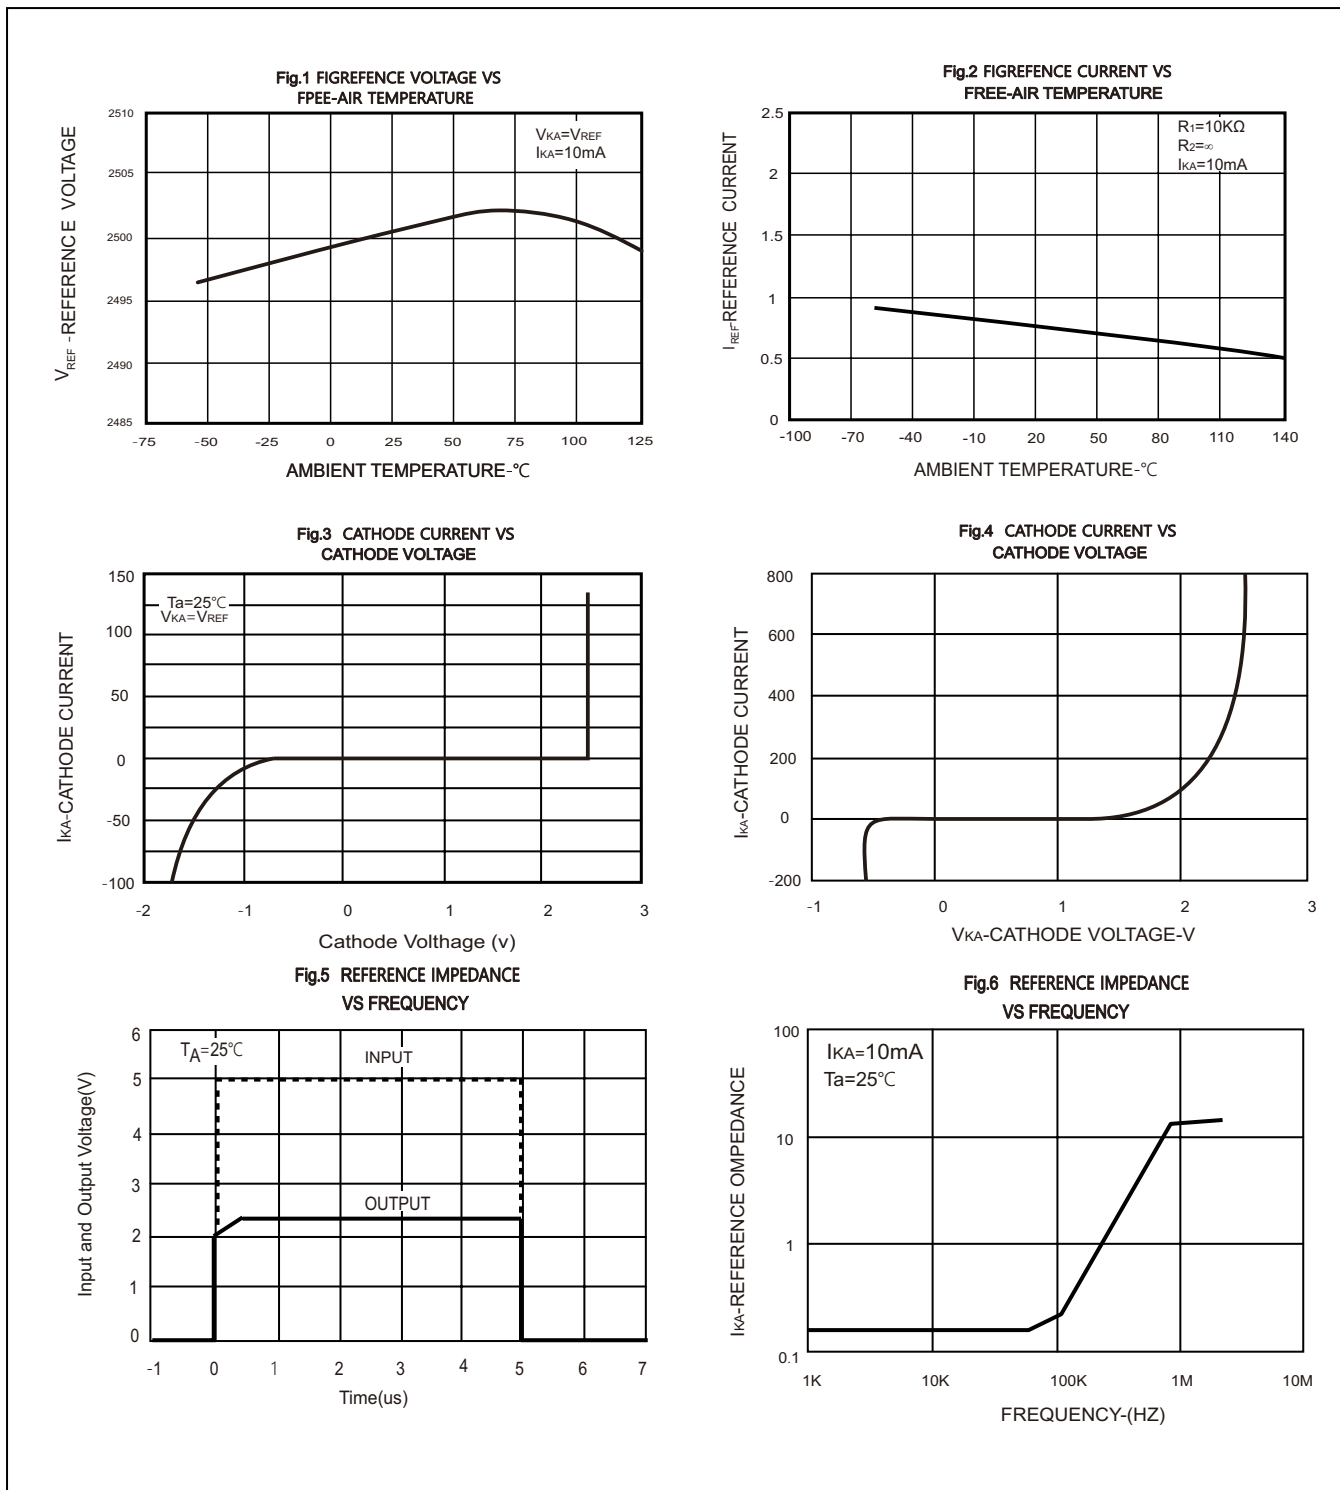 Fig.1 FIGREFENCE VOLTAGE VS
FPEE-AIR TEMPERATURE
2510
2505
2500
2495
2490
2485
VREF -REFERENCE VOLTAGE
VKA=VREF
IKA=10mA
-75 -50 -25 0 25 50 75 100 125
AMBIENT TEMPERATURE-℃
Fig.2 FIGREFENCE CURRENT VS
FREE-AIR TEMPERATURE
2.5
2
1.5
1
0.5
0
IREF-REFERENCE CURRENT
R1=10KΩ
R2=∞
IKA=10mA
-100 -70 -40 -10 20 50 80 110 140
AMBIENT TEMPERATURE-℃
Fig.3 CATHODE CURRENT VS
CATHODE VOLTAGE
150
100
50
0
-50
-100
IKA-CATHODE CURRENT
Ta=25℃
VKA=VREF
-2 -1 0 1 2 3
Cathode Volthage (v)
Fig.4 CATHODE CURRENT VS
CATHODE VOLTAGE
800
600
400
200
0
-200
IKA-CATHODE CURRENT
-1 0 1 2 3
VKA-CATHODE VOLTAGE-V
Fig.5 REFERENCE IMPEDANCE
VS FREQUENCY
6
5
4
3
2
1
0
Input and Output Voltage(V)
TA=25℃
INPUT
OUTPUT
-1 0 1 2 3 4 5 6 7
Time(us)
Fig.6 REFERENCE IMPEDANCE
VS FREQUENCY
100
10
1
0.1
IKA-REFERENCE OMPEDANCE
IKA=10mA
Ta=25℃
1K 10K 100K 1M 10M
FREQUENCY-(HZ)